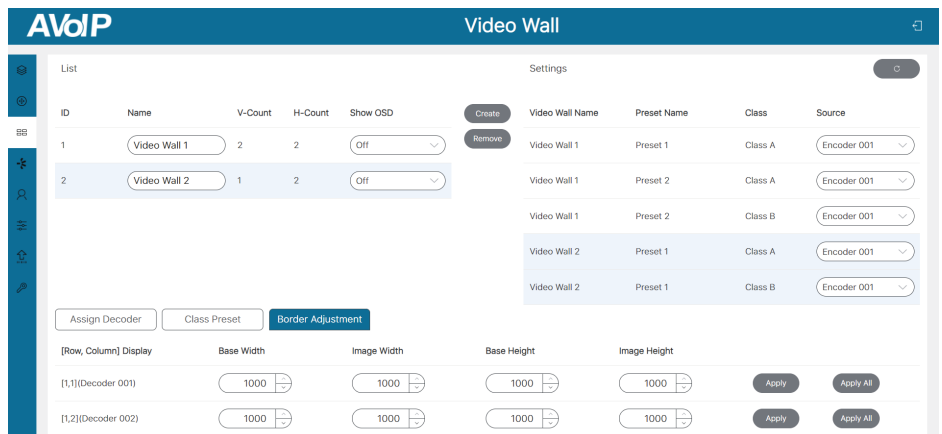 AVoIP
Video Wall
List
Settings
ID Name V-Count H-Count Show OSD
Create
Remove
1 Video Wall 1 2 2 Off
2 Video Wall 2 1 2 Off
Video Wall Name Preset Name Class Source
Video Wall 1 Preset 1 Class A Encoder 001
Video Wall 1 Preset 2 Class A Encoder 001
Video Wall 1 Preset 2 Class B Encoder 001
Video Wall 2 Preset 1 Class A Encoder 001
Video Wall 2 Preset 1 Class B Encoder 001
Assign Decoder Class Preset Border Adjustment
[Row, Column] Display Base Width Image Width Base Height Image Height
[1,1](Decoder 001) 1000 1000 1000 1000 Apply Apply All
[1,2](Decoder 002) 1000 1000 1000 1000 Apply Apply All